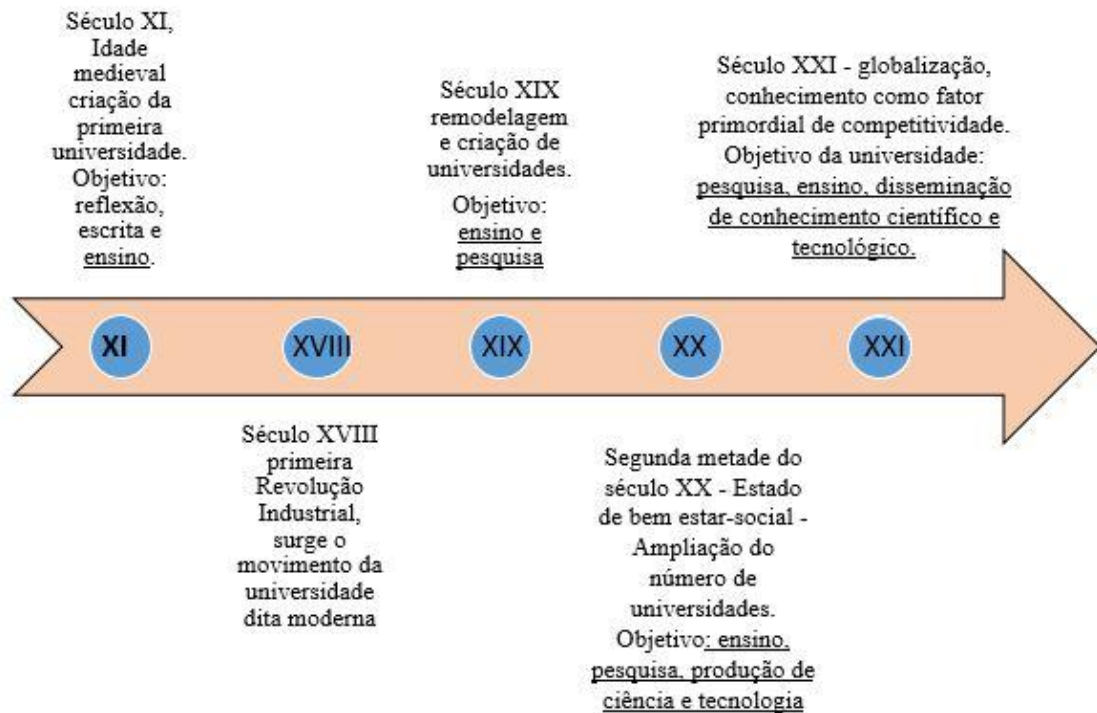 Século XI,
Idade
medieval
criação da
primeira
universidade.
Objetivo:
reflexão,
escrita e
ensino.
Século XIX
remodelagem
e criação de
universidades.
Objetivo:
ensino e
pesquisa
Século XXI - globalização,
conhecimento como fator
primordial de competitividade.
Objetivo da universidade:
pesquisa, ensino, disseminação
de conhecimento científico e
tecnológico.
XI
XVIII
XIX
XX
XXI
Século XVIII
primeira
Revolução
Industrial,
surge o
movimento da
universidade
dita moderna
Segunda metade do
século XX - Estado
de bem estar-social -
Ampliação do
número de
universidades.
Objetivo: ensino,
pesquisa, produção de
ciência e tecnologia